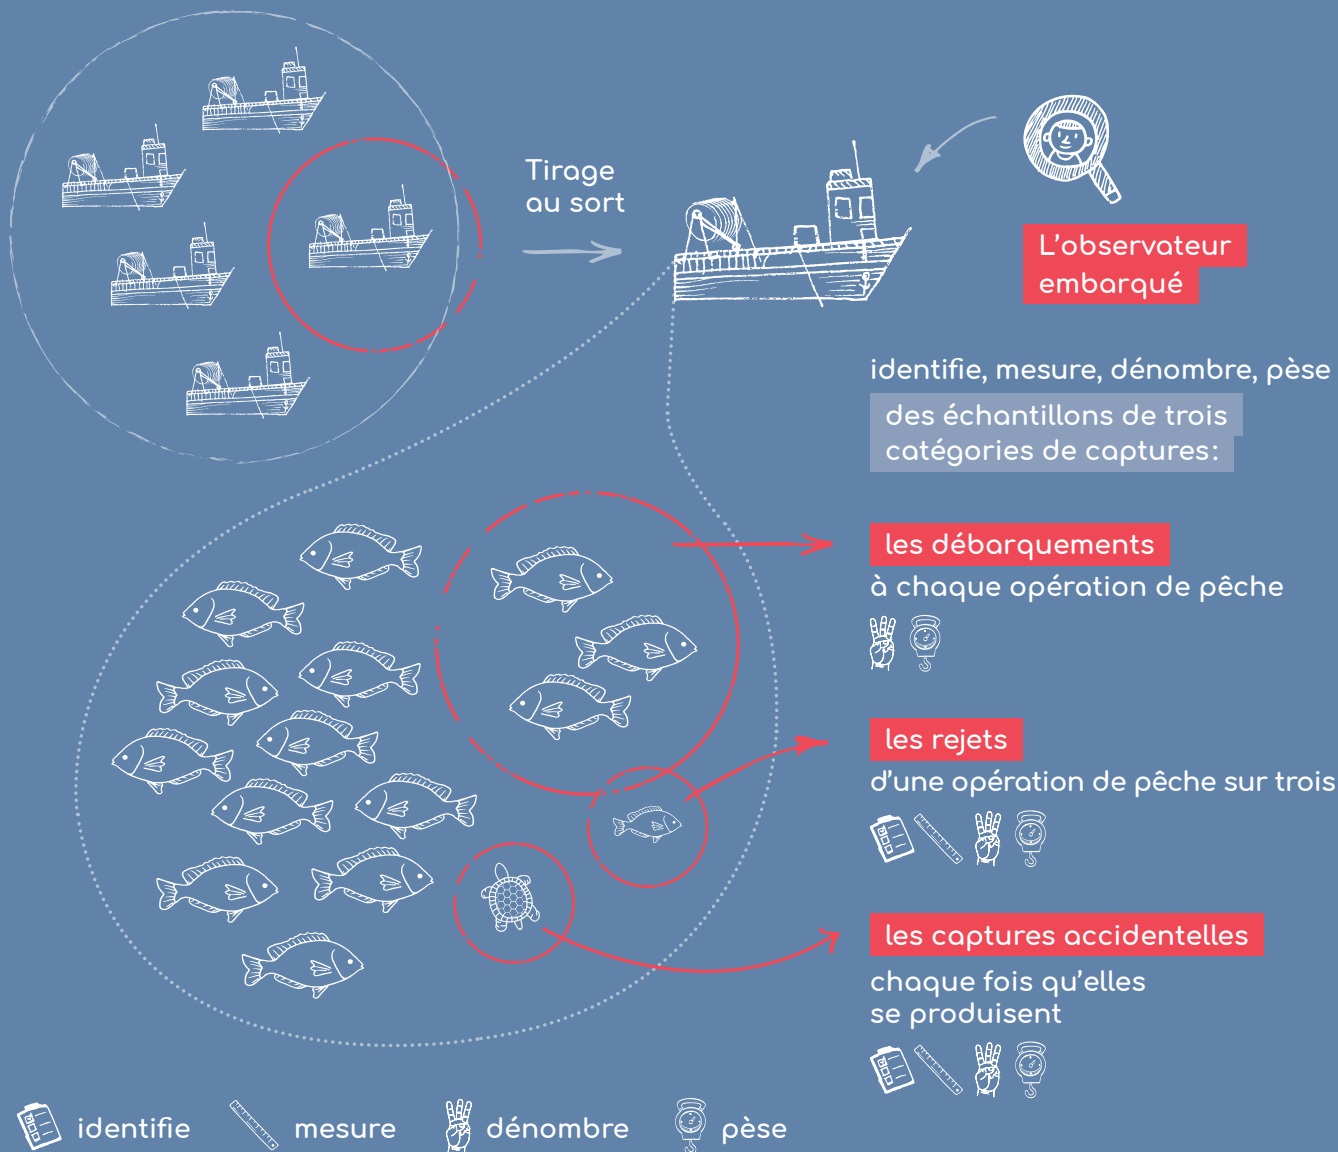 Tirage
au sort
L'observateur
embarqué
identifie, mesure, dénombre, pèse
des échantillons de trois
catégories de captures:
les débarquements
à chaque opération de pêche
les rejets
d'une opération de pêche sur trois
les captures accidentelles
chaque fois qu'elles
se produisent
identifie mesure dénombre pèse